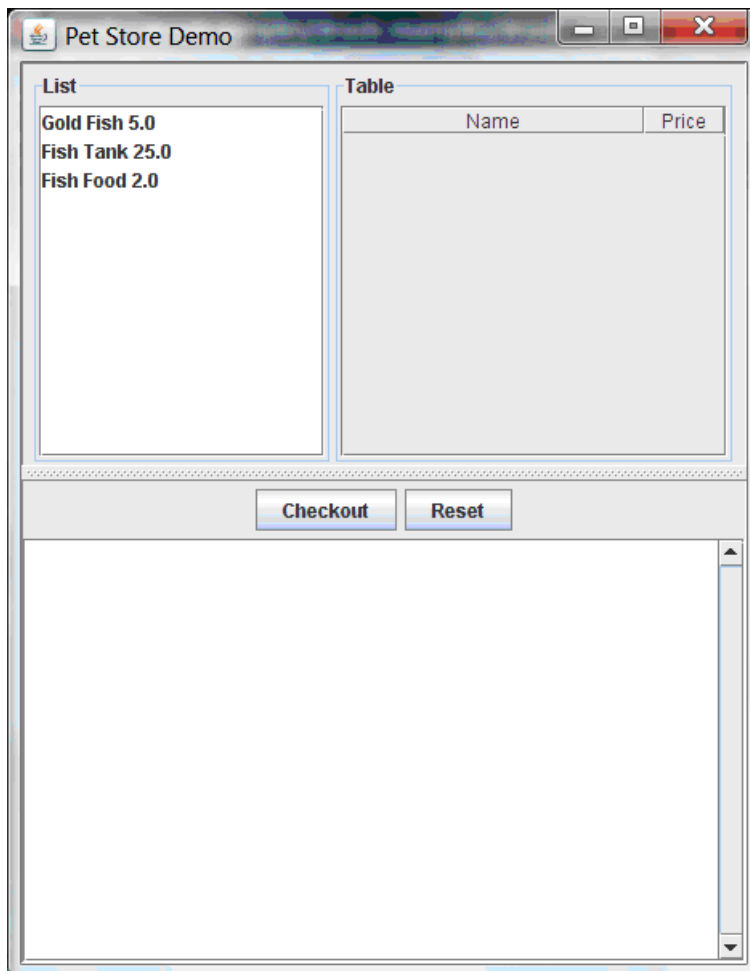 Pet Store Demo
List
Table
Gold Fish 5.0
Fish Tank 25.0
Fish Food 2.0
Name Price
Checkout Reset